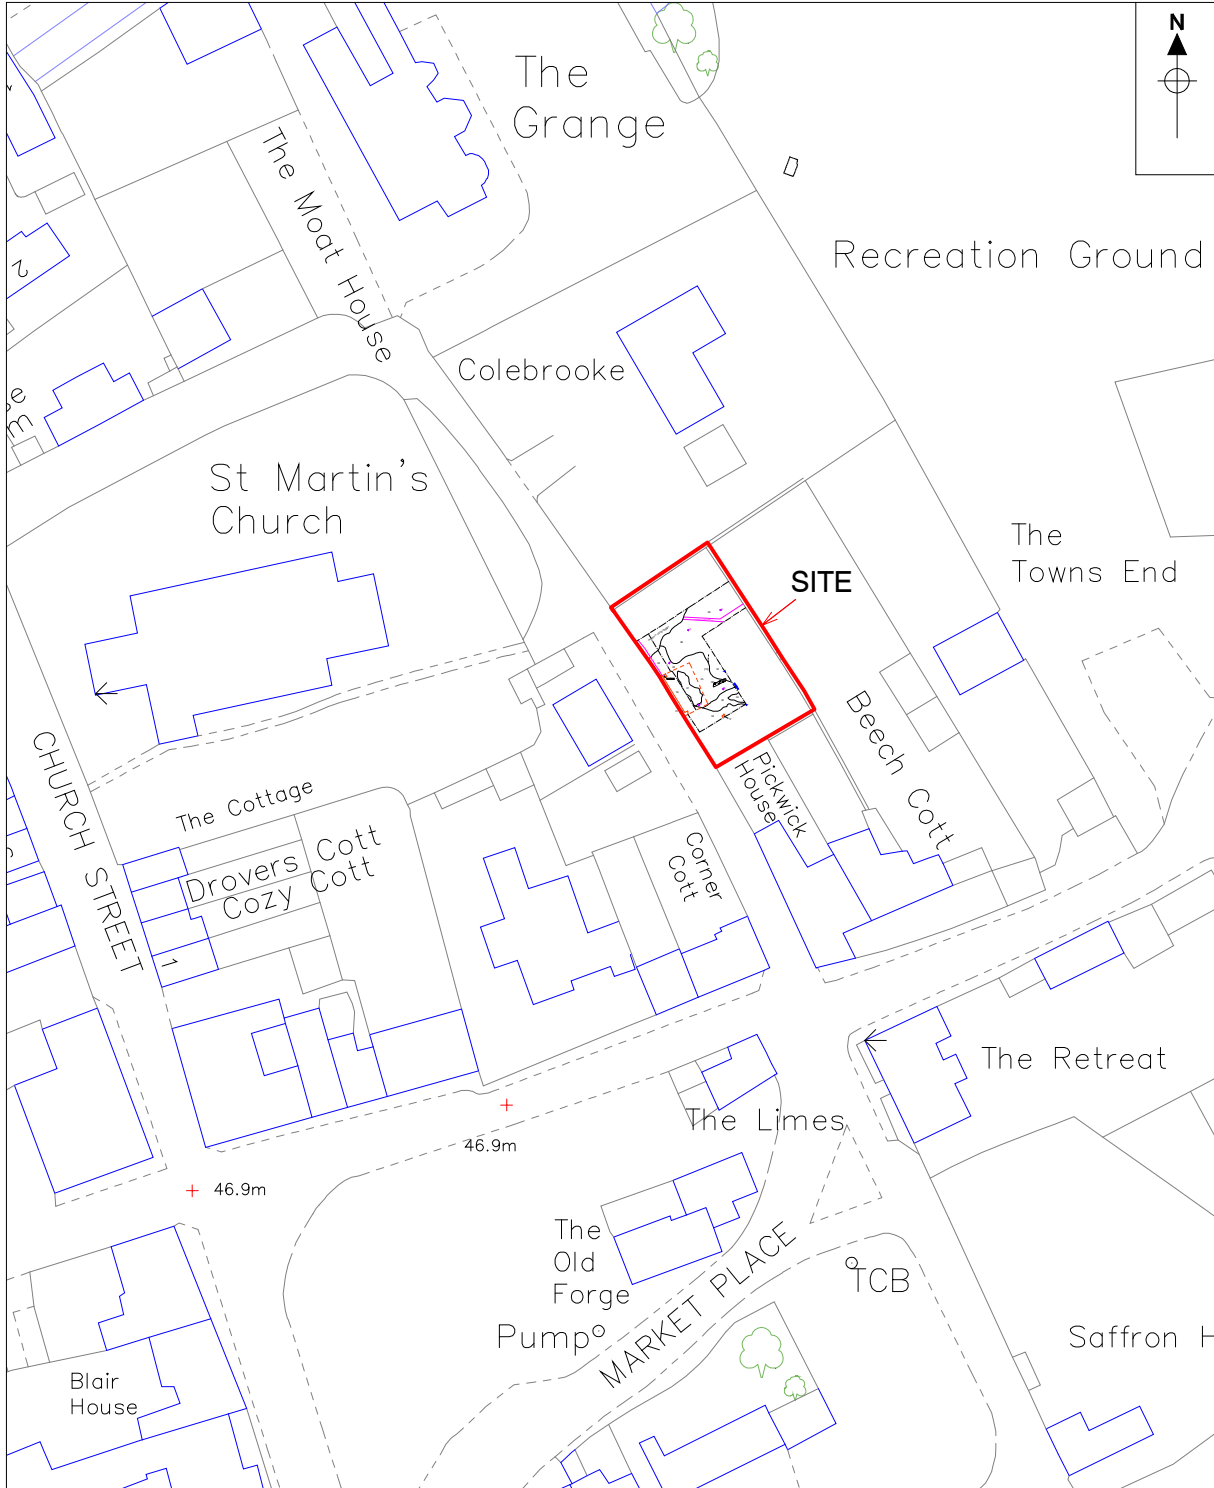 N
The
Grange
The Moat House
Recreation Ground
2
Colebrooke
St Martin's
Church
The
Towns End
SITE
Beech Cott
Pickwick
House
CHURCH STREET
The Cottage
Drovers Cott
Cozy Cott
Corner
Cott
1
The Retreat
The Limes
46.9m
46.9m
The
Old
Forge
MARKET PLACE
TCB
Pump
Saffron H
Blair
House